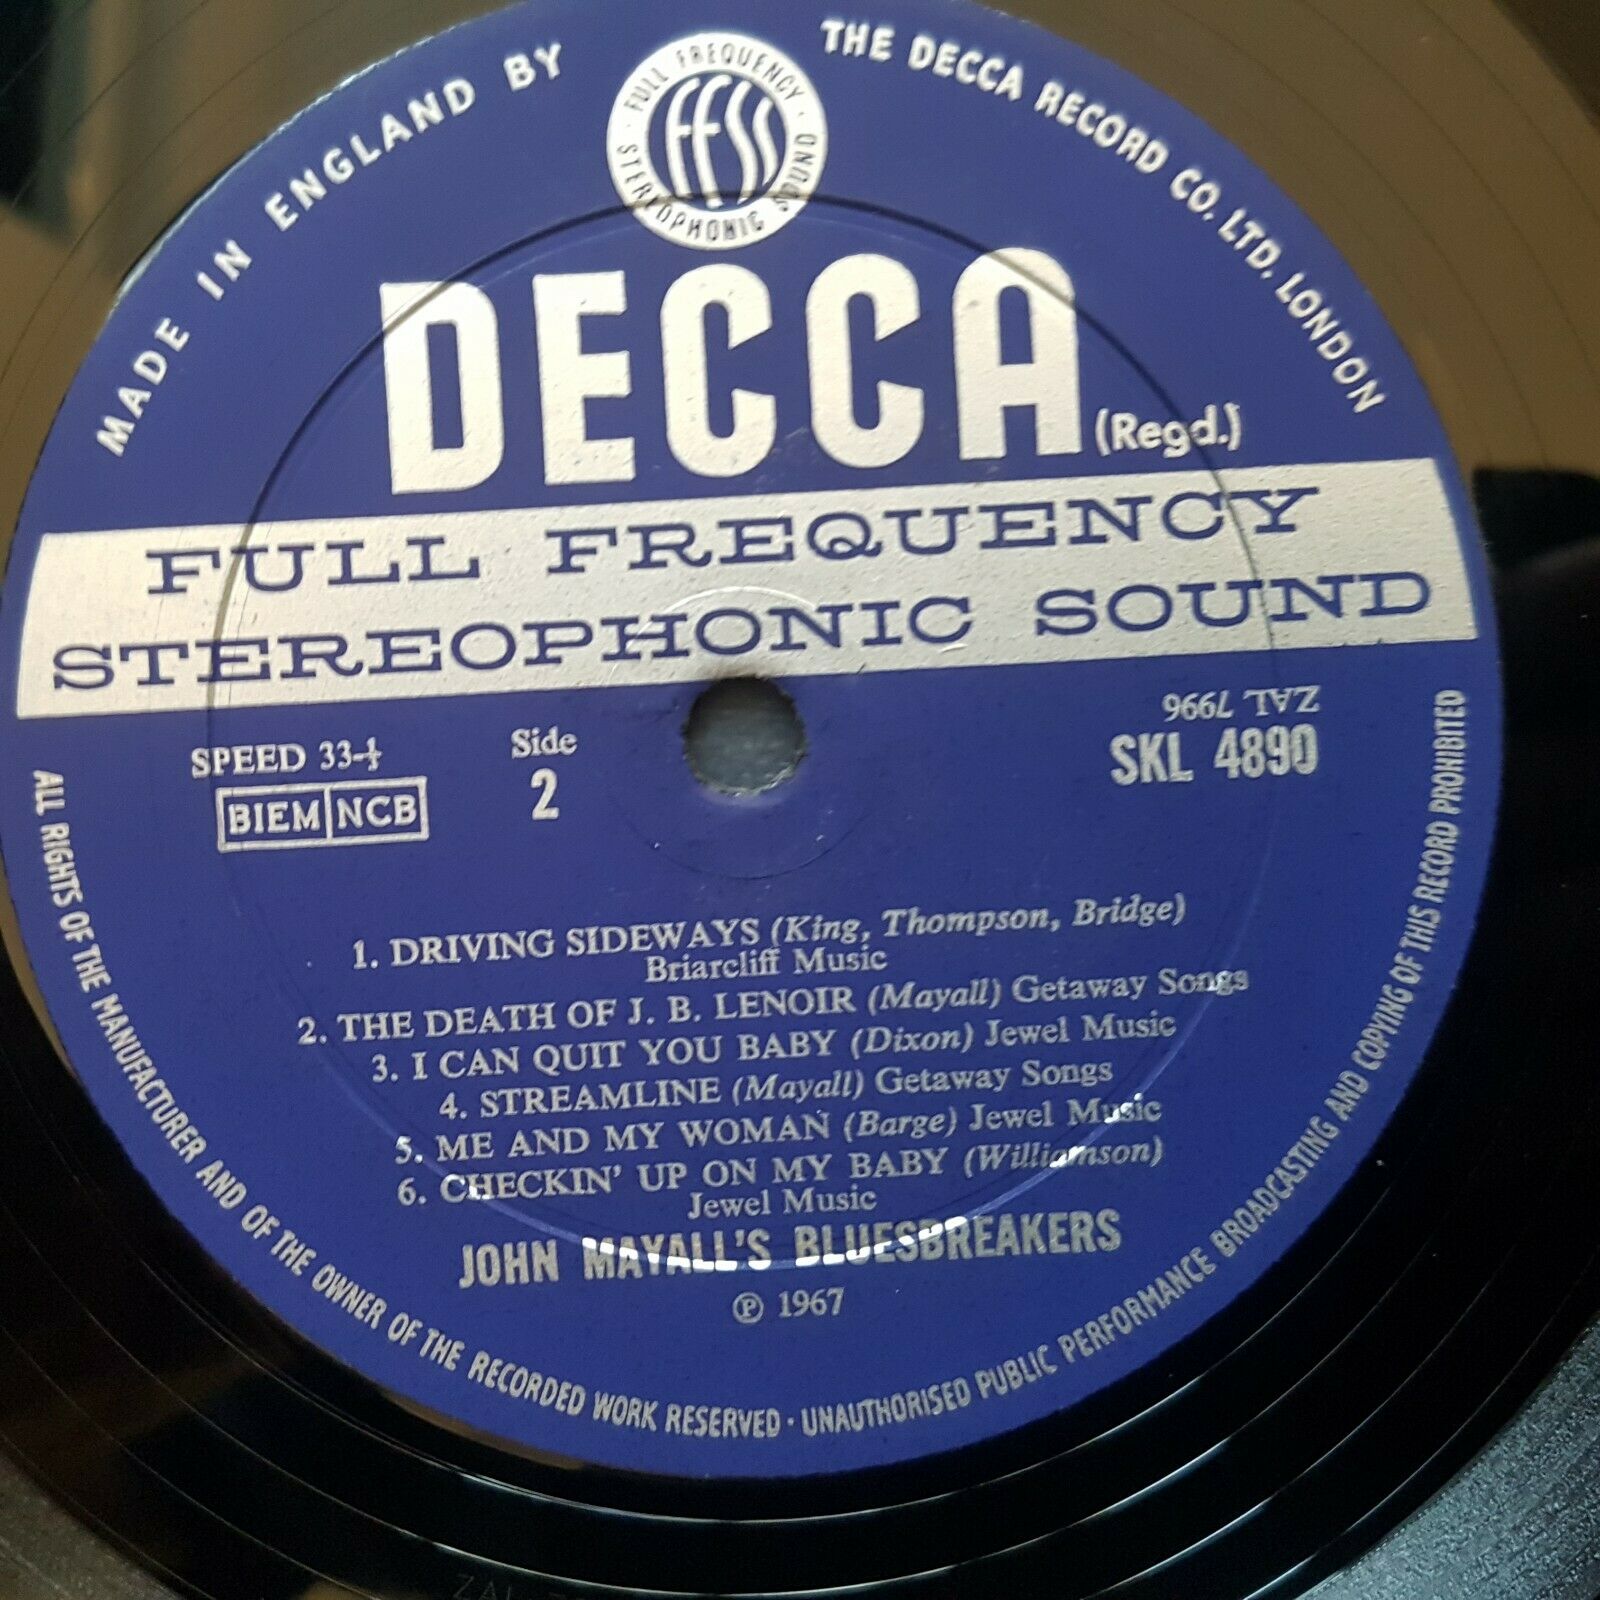 MADE IN ENGLAND BY
THE DECCA RECORD CO. LTD. LONDON
FULL FREQUENCY · STEREOPHONIC SOUND ·
FFSS
DECCA (Regd.)
FULL FREQUENCY
STEREOPHONIC SOUND
ZAL 7996
SPEED 33-⅓
Side
2
SKL 4890
BIEM NCB
1. DRIVING SIDEWAYS (King, Thompson, Bridge)
Briarcliff Music
2. THE DEATH OF J. B. LENOIR (Mayall) Getaway Songs
3. I CAN QUIT YOU BABY (Dixon) Jewel Music
4. STREAMLINE (Mayall) Getaway Songs
5. ME AND MY WOMAN (Barge) Jewel Music
6. CHECKIN' UP ON MY BABY (Williamson)
Jewel Music
JOHN MAYALL'S BLUESBREAKERS
℗ 1967
ALL RIGHTS OF THE MANUFACTURER AND OF THE OWNER OF THE RECORDED WORK RESERVED · UNAUTHORISED PUBLIC PERFORMANCE BROADCASTING AND COPYING OF THIS RECORD PROHIBITED
ZAL